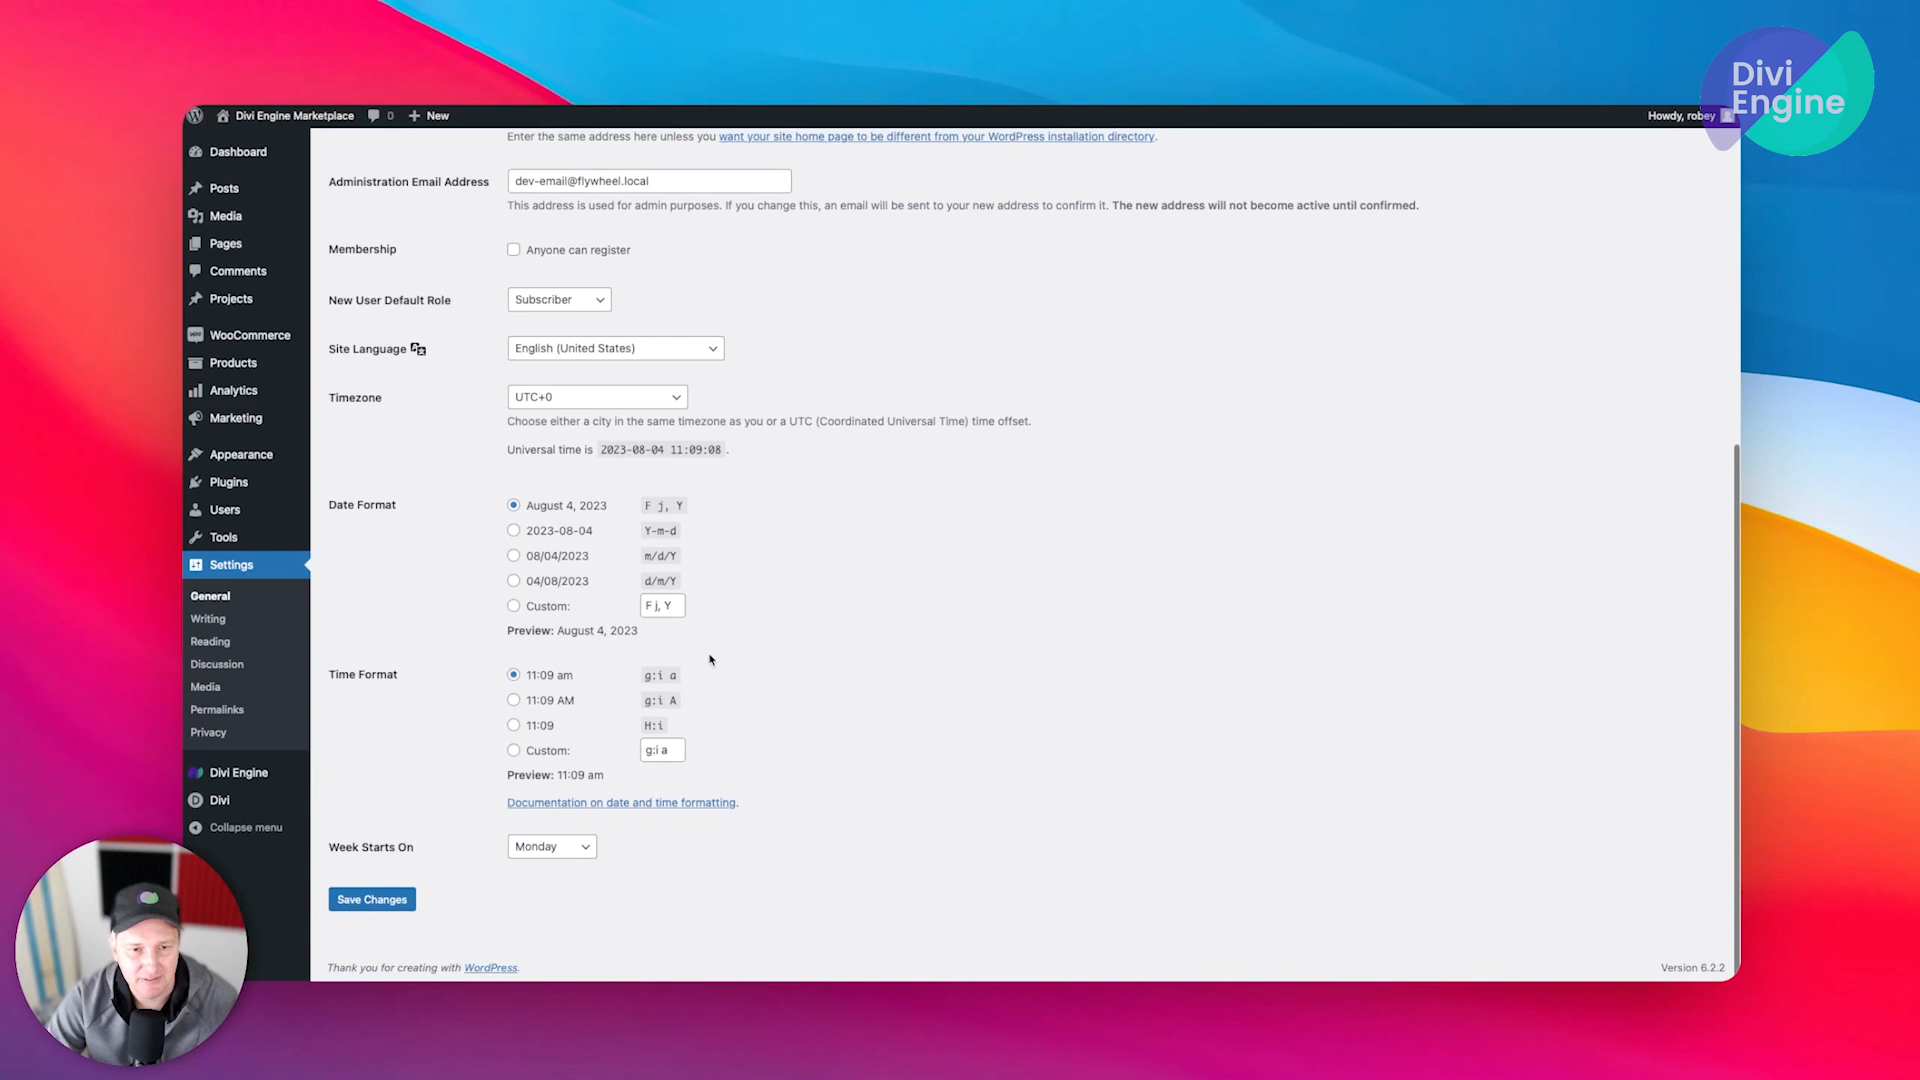 Divi
Engine
Divi Engine Marketplace 0 New
Howdy, robey
Dashboard
Posts
Media
Pages
Comments
Projects
WooCommerce
Products
Analytics
Marketing
Appearance
Plugins
Users
Tools
Settings
General
Writing
Reading
Discussion
Media
Permalinks
Privacy
Divi Engine
Divi
Collapse menu
Enter the same address here unless you want your site home page to be different from your WordPress installation directory.
Administration Email Address dev-email@flywheel.local
This address is used for admin purposes. If you change this, an email will be sent to your new address to confirm it. The new address will not become active until confirmed.
Membership Anyone can register
New User Default Role Subscriber
Site Language English (United States)
Timezone UTC+0
Choose either a city in the same timezone as you or a UTC (Coordinated Universal Time) time offset.
Universal time is 2023-08-04 11:09:08 .
Date Format August 4, 2023 F j, Y
2023-08-04 Y-m-d
08/04/2023 m/d/Y
04/08/2023 d/m/Y
Custom: F j, Y
Preview: August 4, 2023
Time Format 11:09 am g:i a
11:09 AM g:i A
11:09 H:i
Custom: g:i a
Preview: 11:09 am
Documentation on date and time formatting.
Week Starts On Monday
Save Changes
Thank you for creating with WordPress.
Version 6.2.2